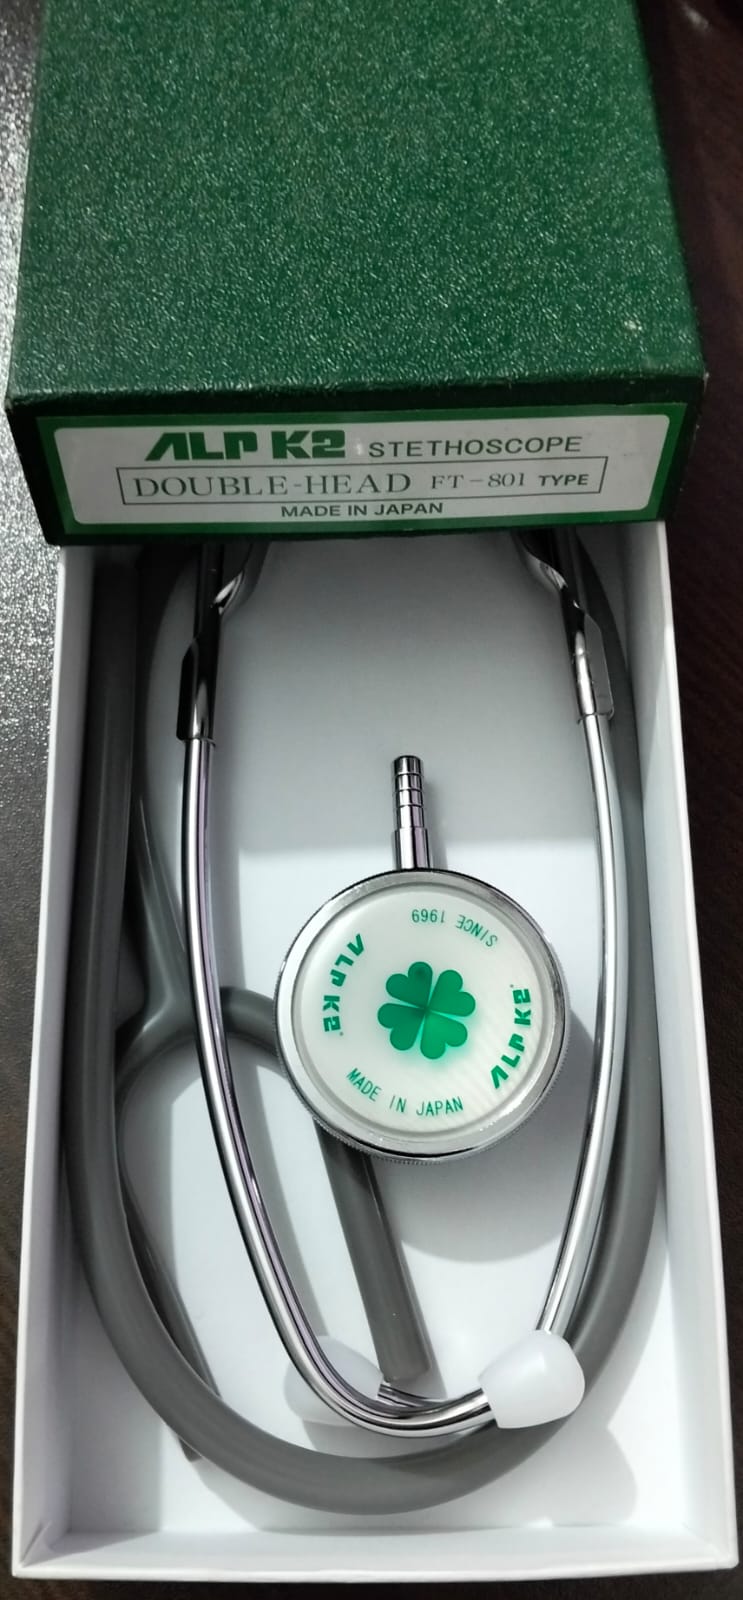 ALP K2 STETHOSCOPE
DOUBLE-HEAD FT-801 TYPE
MADE IN JAPAN
SINCE 1969
ALP K2
ALP K2
MADE IN JAPAN